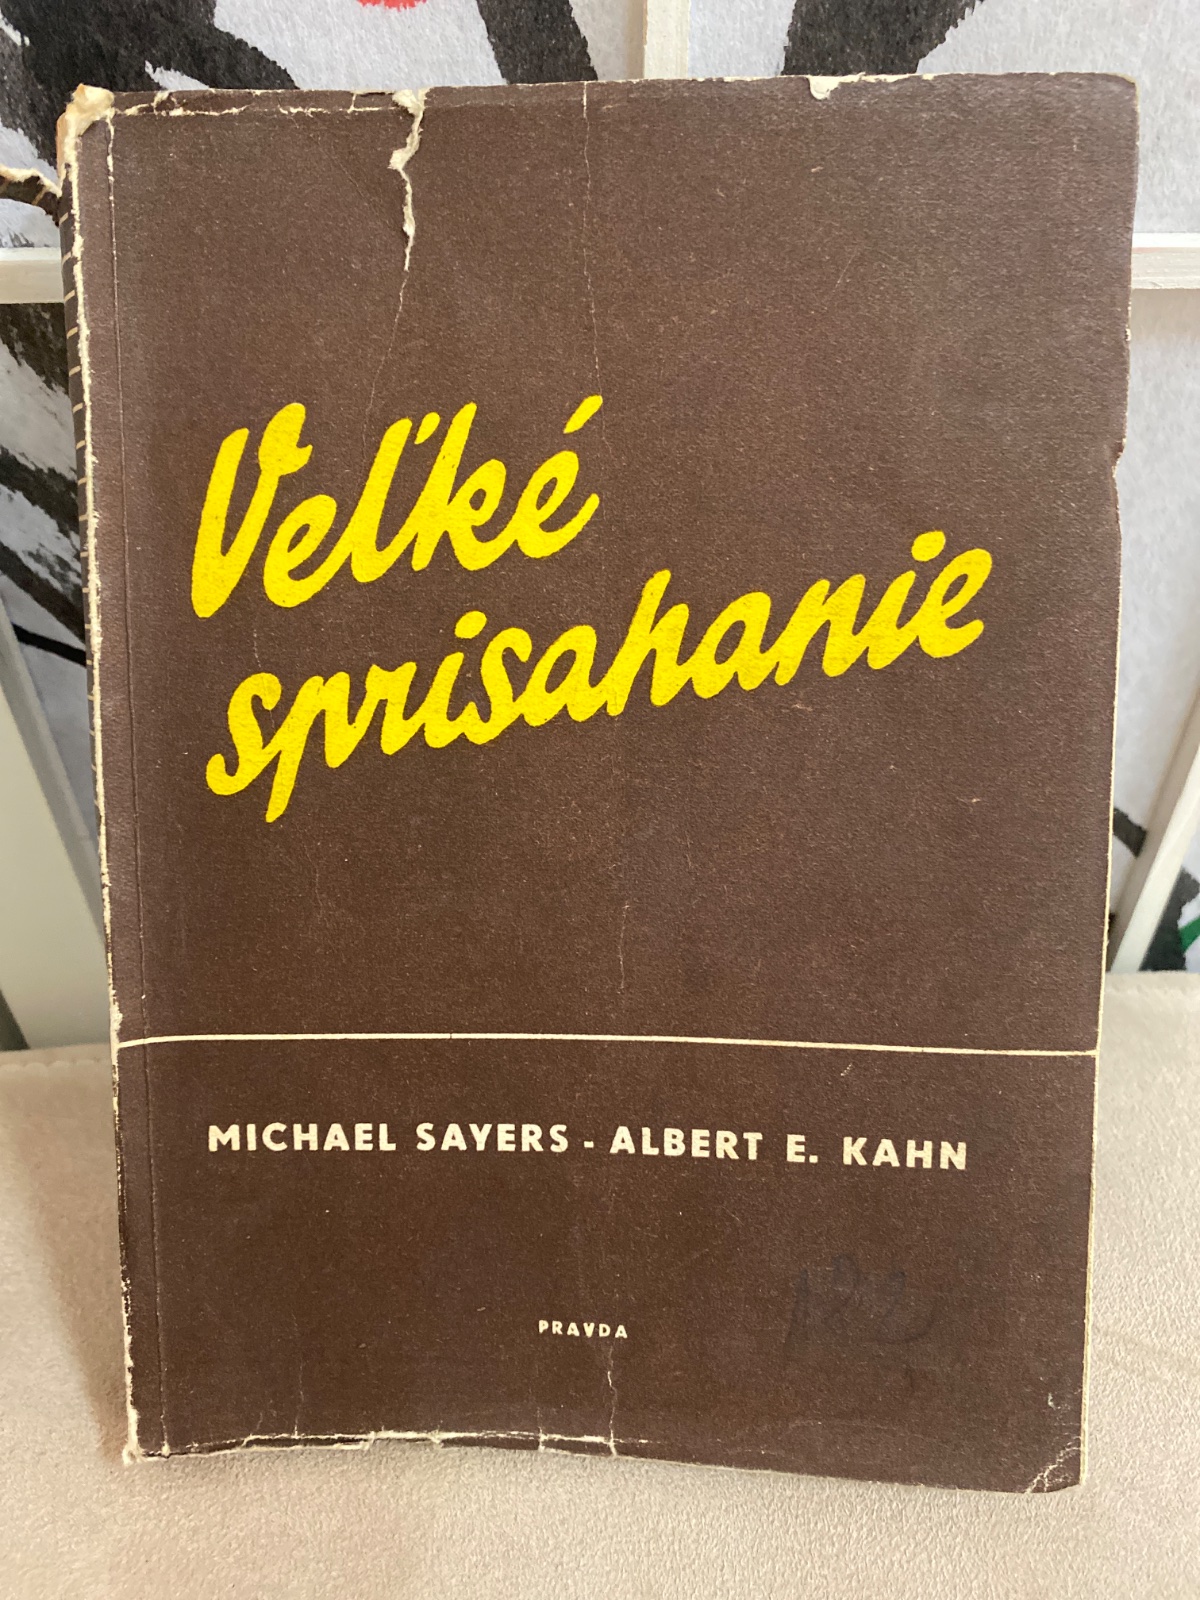 Veľké
sprisahanie
MICHAEL SAYERS - ALBERT E. KAHN
PRAVDA